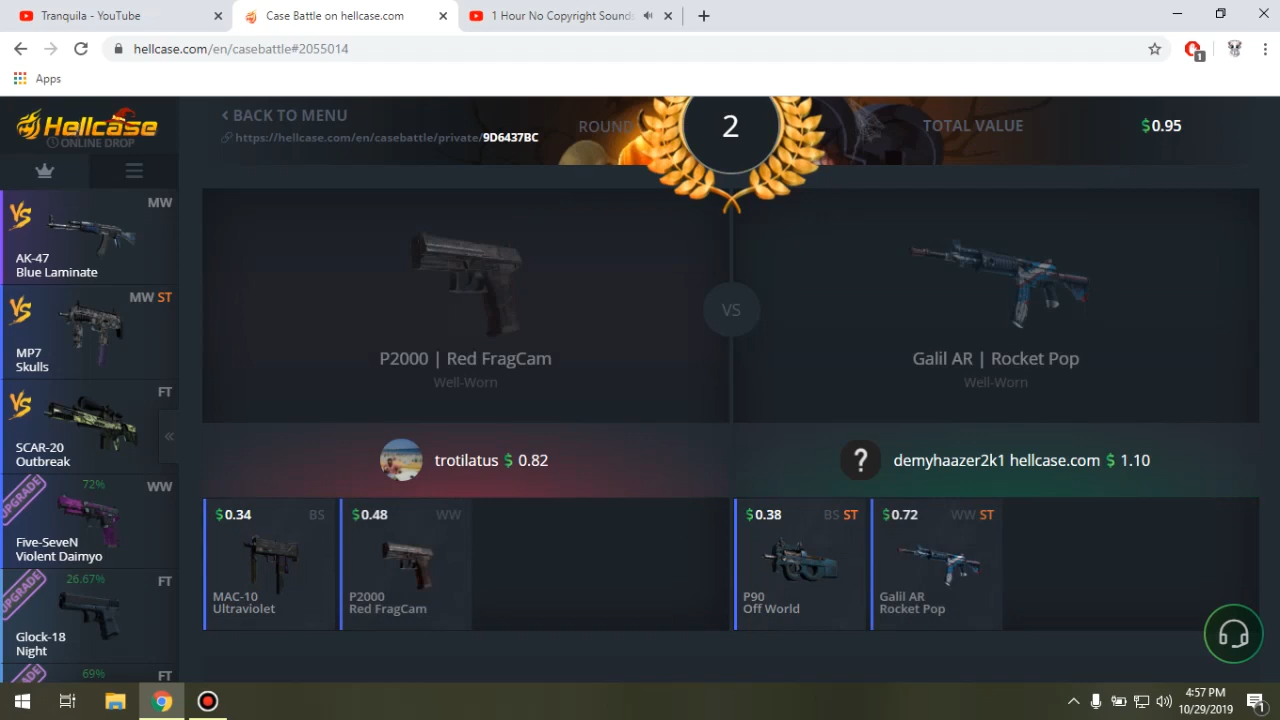 Tranquila - YouTube
Case Battle on hellcase.com
1 Hour No Copyright Sounds
1
hellcase.com/en/casebattle#2055014
Apps
Hellcase
ONLINE DROP
BACK TO MENU
https://hellcase.com/en/casebattle/private/9D6437BC
ROUND
2
TOTAL VALUE
$0.95
VS
MW
AK-47
Blue Laminate
VS
MW ST
MP7
Skulls
VS
FT
SCAR-20
Outbreak
UPGRADE
72%
WW
Five-SeveN
Violent Daimyo
UPGRADE
26.67%
FT
Glock-18
Night
69%
FT
P2000 | Red FragCam
Well-Worn
VS
Galil AR | Rocket Pop
Well-Worn
trotilatus $ 0.82
? demyhaazer2k1 hellcase.com $ 1.10
$0.34 BS
MAC-10
Ultraviolet
$0.48 WW
P2000
Red FragCam
$0.38 BS ST
P90
Off World
$0.72 WW ST
Galil AR
Rocket Pop
4:57 PM
10/29/2019
1